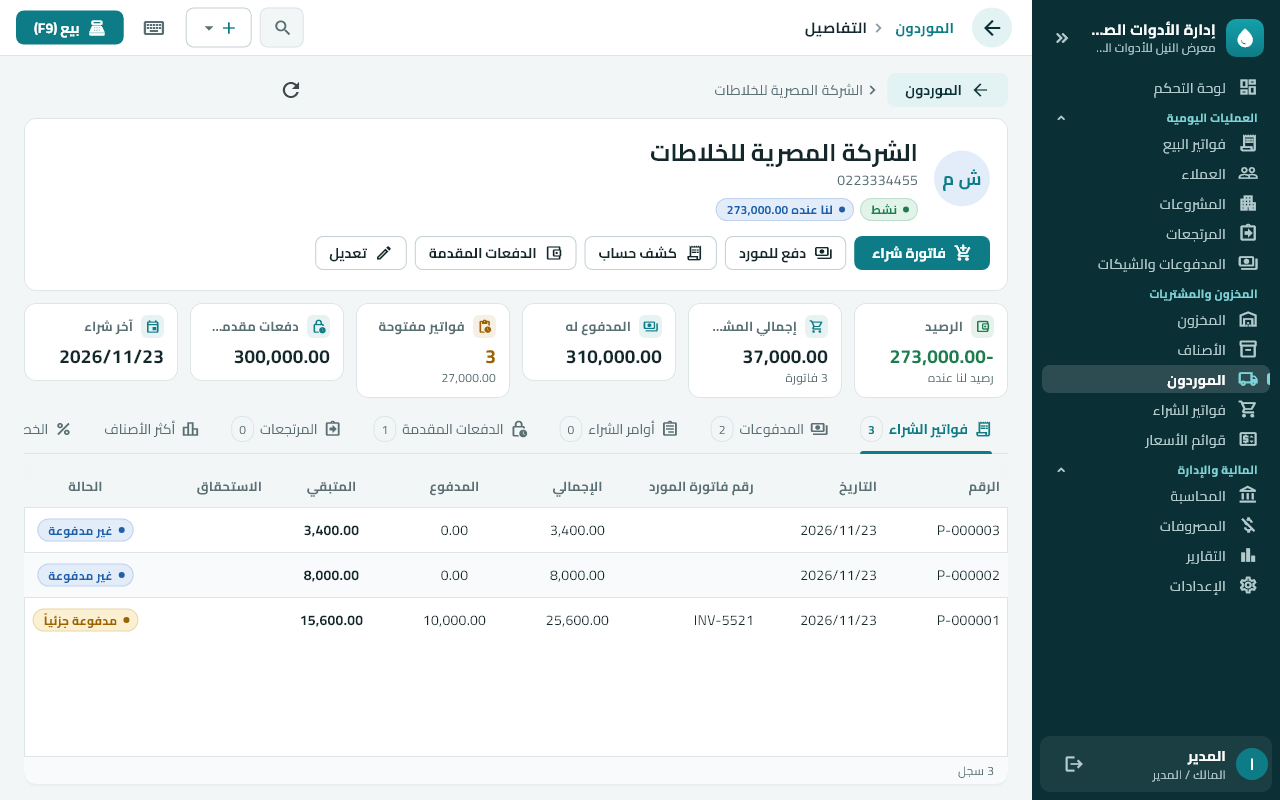 إدارة الأدوات الصـ...
معرض النيل للأدوات الـ...
لوحة التحكم
العمليات اليومية
فواتير البيع
العملاء
المشروعات
المرتجعات
المدفوعات والشيكات
المخزون والمشتريات
المخزون
الأصناف
الموردون
فواتير الشراء
قوائم الأسعار
المالية والإدارة
المحاسبة
المصروفات
التقارير
الإعدادات
المدير
المالك / المدير
الموردون
التفاصيل
بيع (F9)
الموردون
الشركة المصرية للخلاطات
ش م
الشركة المصرية للخلاطات
0223334455
نشط
لنا عنده 273,000.00
فاتورة شراء
دفع للمورد
كشف حساب
الدفعات المقدمة
تعديل
الرصيد
-273,000.00
رصيد لنا عنده
إجمالي المشـ...
37,000.00
3 فاتورة
المدفوع له
310,000.00
فواتير مفتوحة
3
27,000.00
دفعات مقدمـ...
300,000.00
آخر شراء
2026/11/23
فواتير الشراء 3
المدفوعات 2
أوامر الشراء 0
الدفعات المقدمة 1
المرتجعات 0
أكثر الأصناف
الخص
الرقم التاريخ رقم فاتورة المورد الإجمالي المدفوع المتبقي الاستحقاق الحالة
P-000003 2026/11/23 3,400.00 0.00 3,400.00 غير مدفوعة
P-000002 2026/11/23 8,000.00 0.00 8,000.00 غير مدفوعة
P-000001 2026/11/23 INV-5521 25,600.00 10,000.00 15,600.00 مدفوعة جزئياً
3 سجل
ا